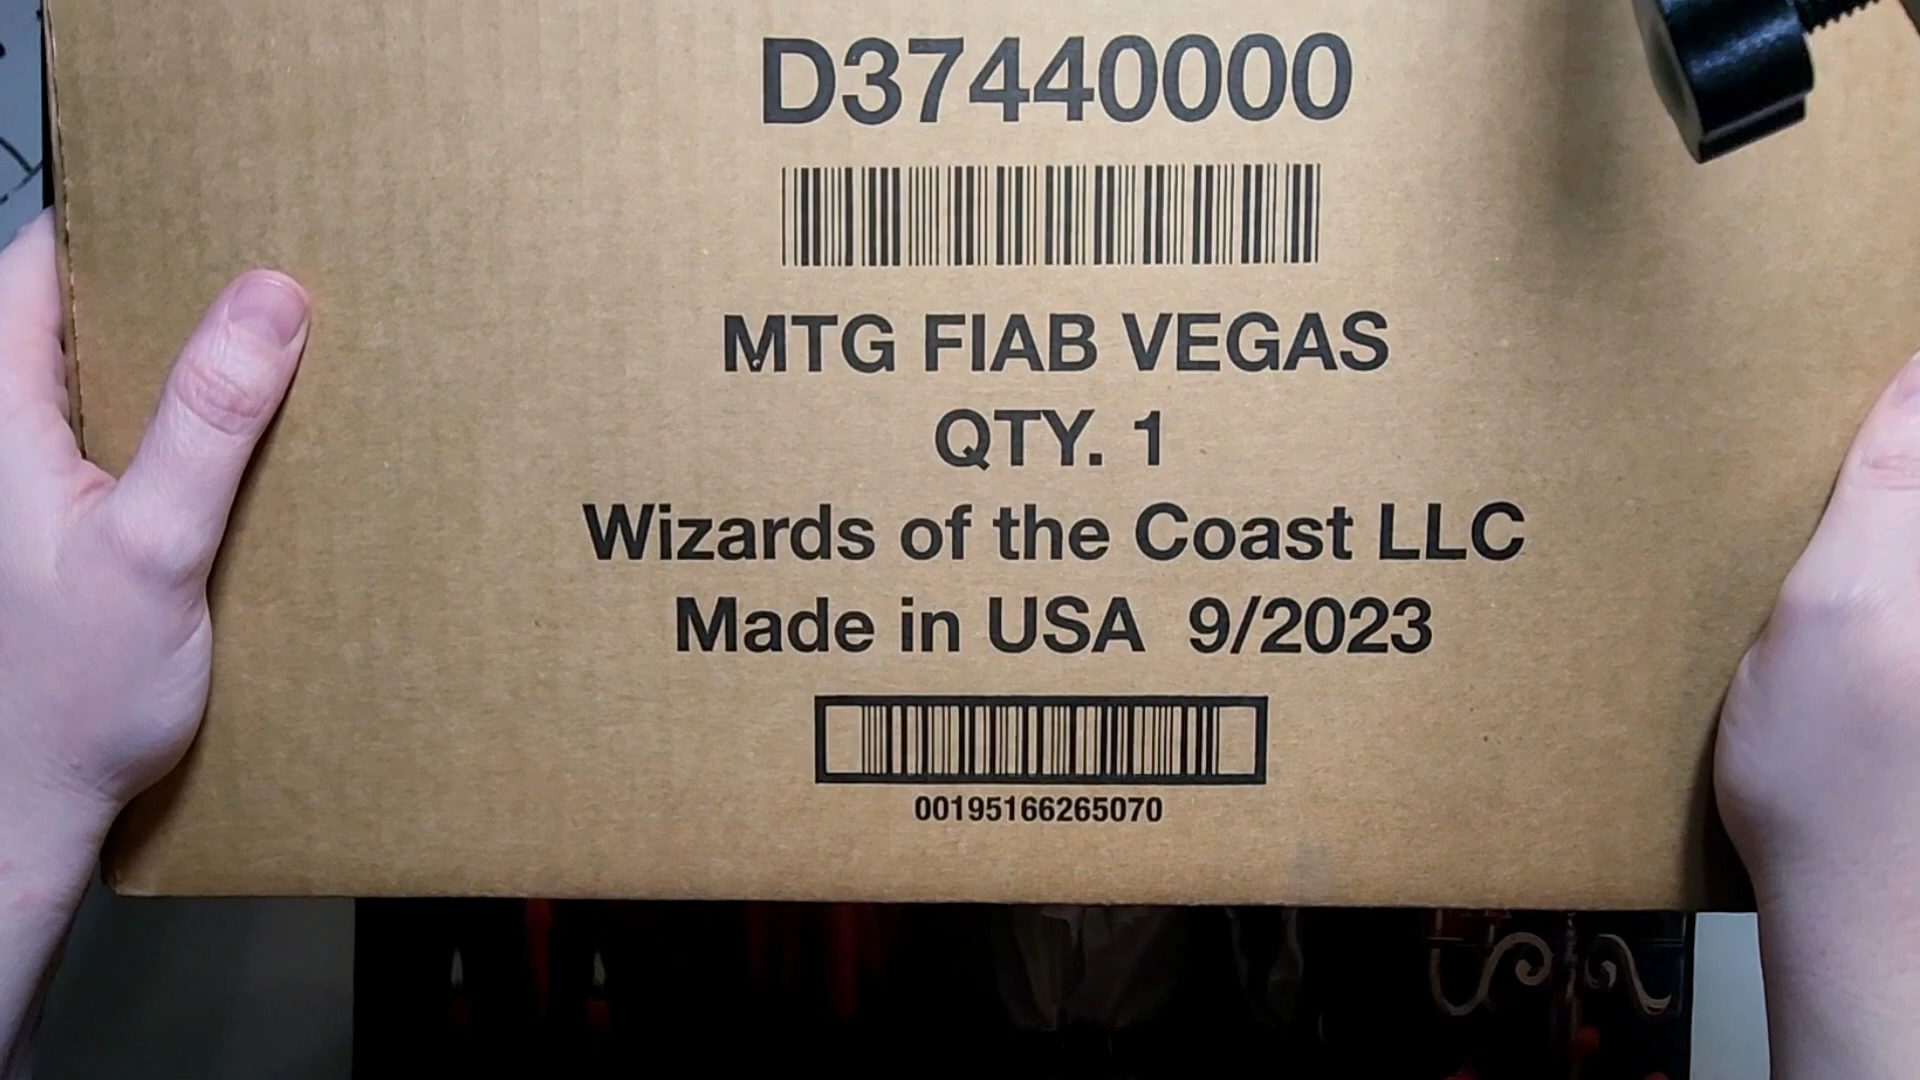 D37440000
MTG FIAB VEGAS
QTY. 1
Wizards of the Coast LLC
Made in USA 9/2023
00195166265070